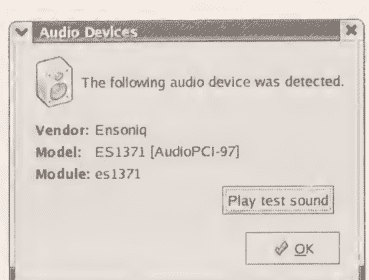 Audio Devices
The following audio device was detected.
Vendor: Ensoniq
Model: ES1371 [AudioPCI-97]
Module: es1371
Play test sound
OK